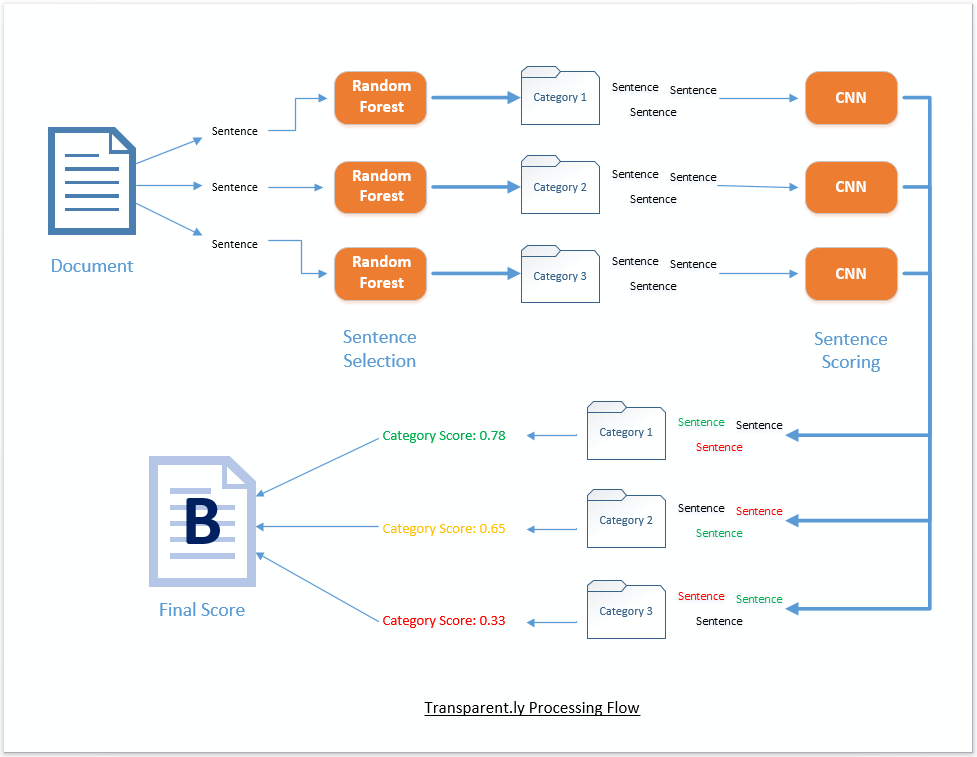 Random
Forest
Category 1
Sentence Sentence
Sentence
CNN
Sentence
Sentence
Random
Forest
Category 2
Sentence Sentence
Sentence
CNN
Sentence
Random
Forest
Category 3
Sentence Sentence
Sentence
CNN
Document
Sentence
Selection
Sentence
Scoring
Category Score: 0.78
Category 1
Sentence Sentence
Sentence
Category Score: 0.65
Category 2
Sentence Sentence
Sentence
B
Final Score
Category Score: 0.33
Category 3
Sentence Sentence
Sentence
Transparent.ly Processing Flow